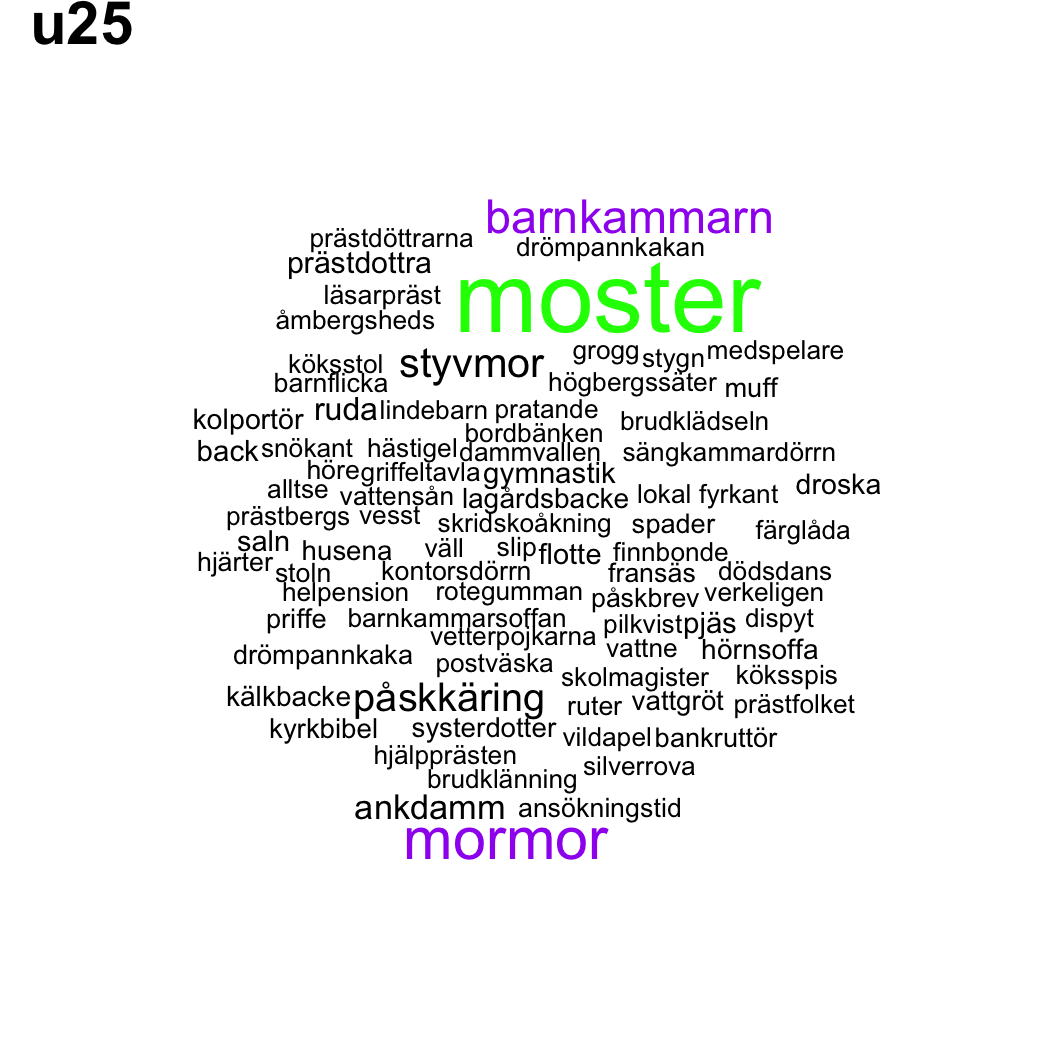 u25
barnkammarn
prästdöttrarna drömpannkakan
prästdottra
moster
läsarpräst
åmbergsheds
grogg stygn medspelare
köksstol styvmor
barnflicka högbergssäter muff
kolportör ruda lindebarn pratande brudklädseln
bordbänken
back snökant hästigel dammvallen sängkammardörrn
höre griffeltavla gymnastik
alltse vattensån lagårdsbacke lokal fyrkant droska
prästbergs vesst skridskoåkning spader färglåda
saln husena väll slip flotte finnbonde
hjärter stoln kontorsdörrn fransäs dödsdans
helpension rotegumman påskbrev verkeligen
priffe barnkammarsoffan pilkvist pjäs dispyt
vetterpojkarna vattne hörnsoffa
drömpannkaka postväska
skolmagister köksspis
kälkbacke påskkäring ruter vattgröt prästfolket
kyrkbibel systerdotter vildapel bankruttör
hjälpprästen silverrova
brudklänning
ankdamm ansökningstid
mormor